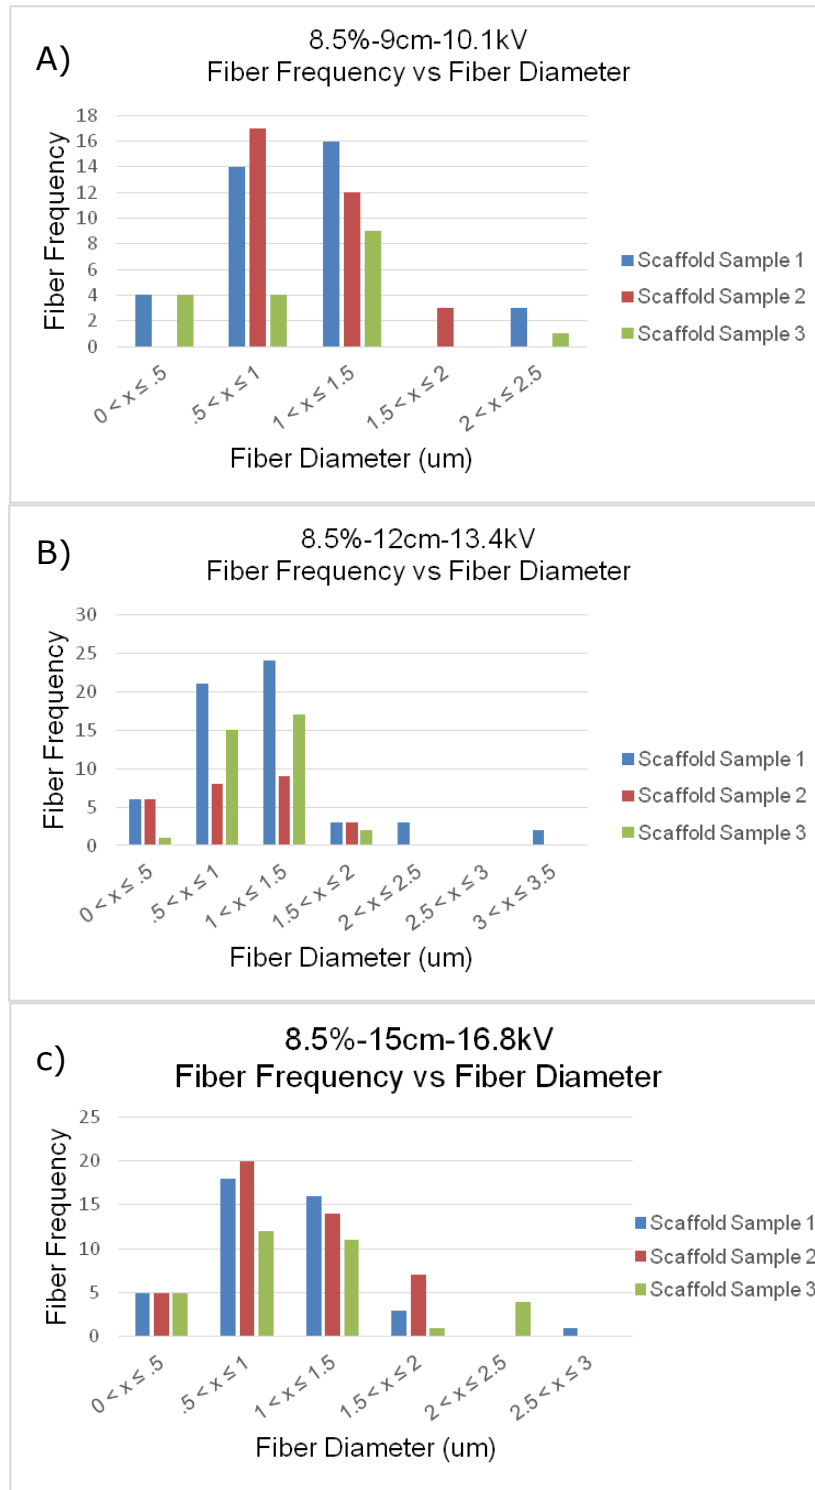 A)
8.5%-9cm-10.1kV
Fiber Frequency vs Fiber Diameter
Fiber Frequency
18
16
14
12
10
8
6
4
2
0
0 < x ≤ .5
.5 < x ≤ 1
1 < x ≤ 1.5
1.5 < x ≤ 2
2 < x ≤ 2.5
Fiber Diameter (um)
Scaffold Sample 1
Scaffold Sample 2
Scaffold Sample 3
B)
8.5%-12cm-13.4kV
Fiber Frequency vs Fiber Diameter
Fiber Frequency
30
25
20
15
10
5
0
0 < x ≤ .5
.5 < x ≤ 1
1 < x ≤ 1.5
1.5 < x ≤ 2
2 < x ≤ 2.5
2.5 < x ≤ 3
3 < x ≤ 3.5
Fiber Diameter (um)
Scaffold Sample 1
Scaffold Sample 2
Scaffold Sample 3
c)
8.5%-15cm-16.8kV
Fiber Frequency vs Fiber Diameter
Fiber Frequency
25
20
15
10
5
0
0 < x ≤ .5
.5 < x ≤ 1
1 < x ≤ 1.5
1.5 < x ≤ 2
2 < x ≤ 2.5
2.5 < x ≤ 3
Fiber Diameter (um)
Scaffold Sample 1
Scaffold Sample 2
Scaffold Sample 3